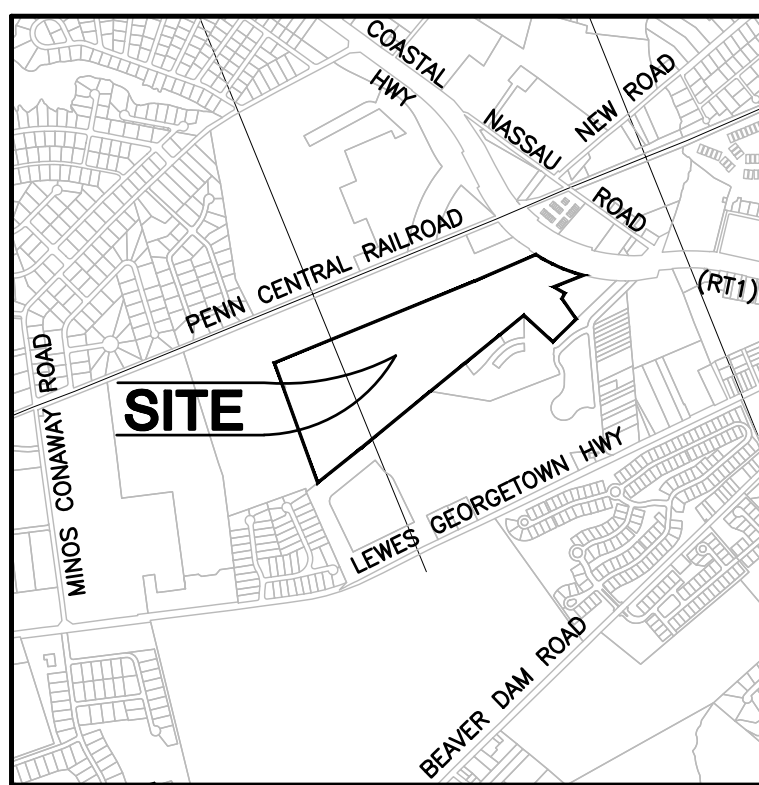 COASTAL
HWY
NEW ROAD
NASSAU
ROAD
PENN CENTRAL RAILROAD
(RT1)
MINOS CONAWAY ROAD
SITE
LEWES GEORGETOWN HWY
BEAVER DAM ROAD